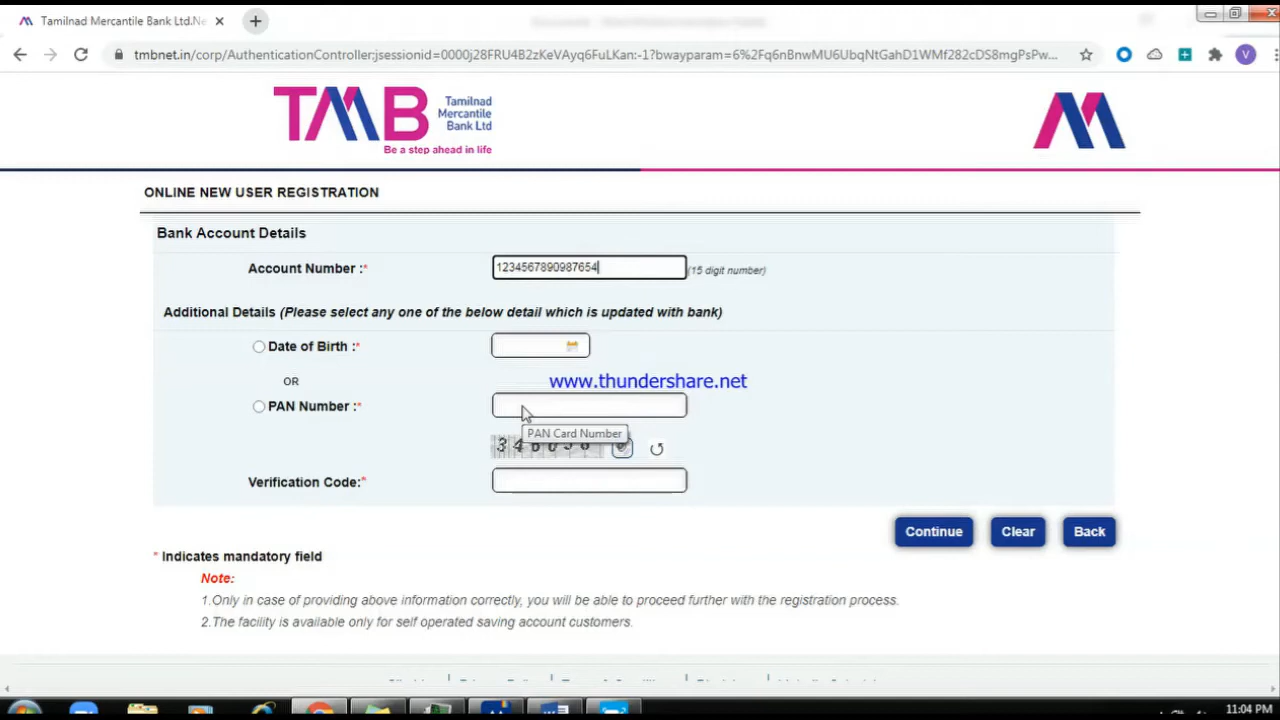 Tamilnad Mercantile Bank Ltd.Ne
tmbnet.in/corp/AuthenticationController;jsessionid=0000j28FRU4B2zKeVAyq6FuLKan:-1?bwayparam=6%2Fq6nBnwMU6UbqNtGahD1WMf282cDS8mgPsPw...
V
TMB
Tamilnad
Mercantile
Bank Ltd
Be a step ahead in life
ONLINE NEW USER REGISTRATION
Bank Account Details
Account Number :* 1234567890987654 (15 digit number)
Additional Details (Please select any one of the below detail which is updated with bank)
Date of Birth :*
OR
www.thundershare.net
PAN Number :*
PAN Card Number
Verification Code:*
Continue Clear Back
* Indicates mandatory field
Note:
1.Only in case of providing above information correctly, you will be able to proceed further with the registration process.
2.The facility is available only for self operated saving account customers.
11:04 PM